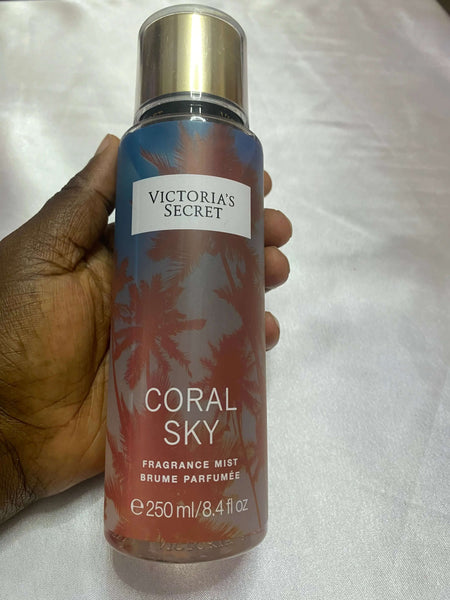 VICTORIA'S
SECRET
CORAL
SKY
FRAGRANCE MIST
BRUME PARFUMÉE
℮ 250 ml/8.4 fl oz